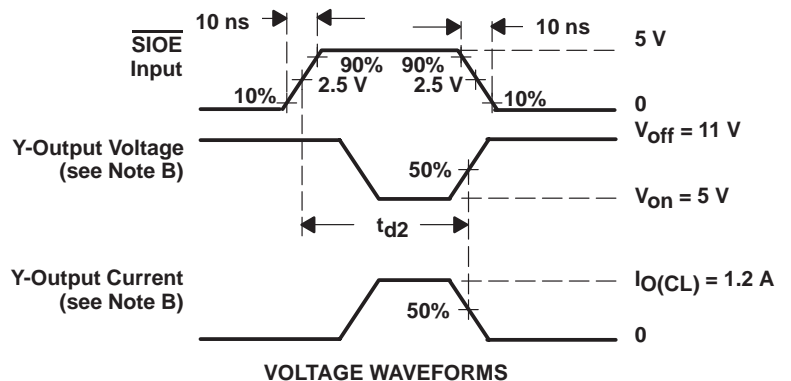 10 ns
10 ns
SIOE
Input
5 V
90%
90%
2.5 V
2.5 V
10%
10%
0
Y-Output Voltage
(see Note B)
Voff = 11 V
50%
Von = 5 V
td2
Y-Output Current
(see Note B)
IO(CL) = 1.2 A
50%
0
VOLTAGE WAVEFORMS